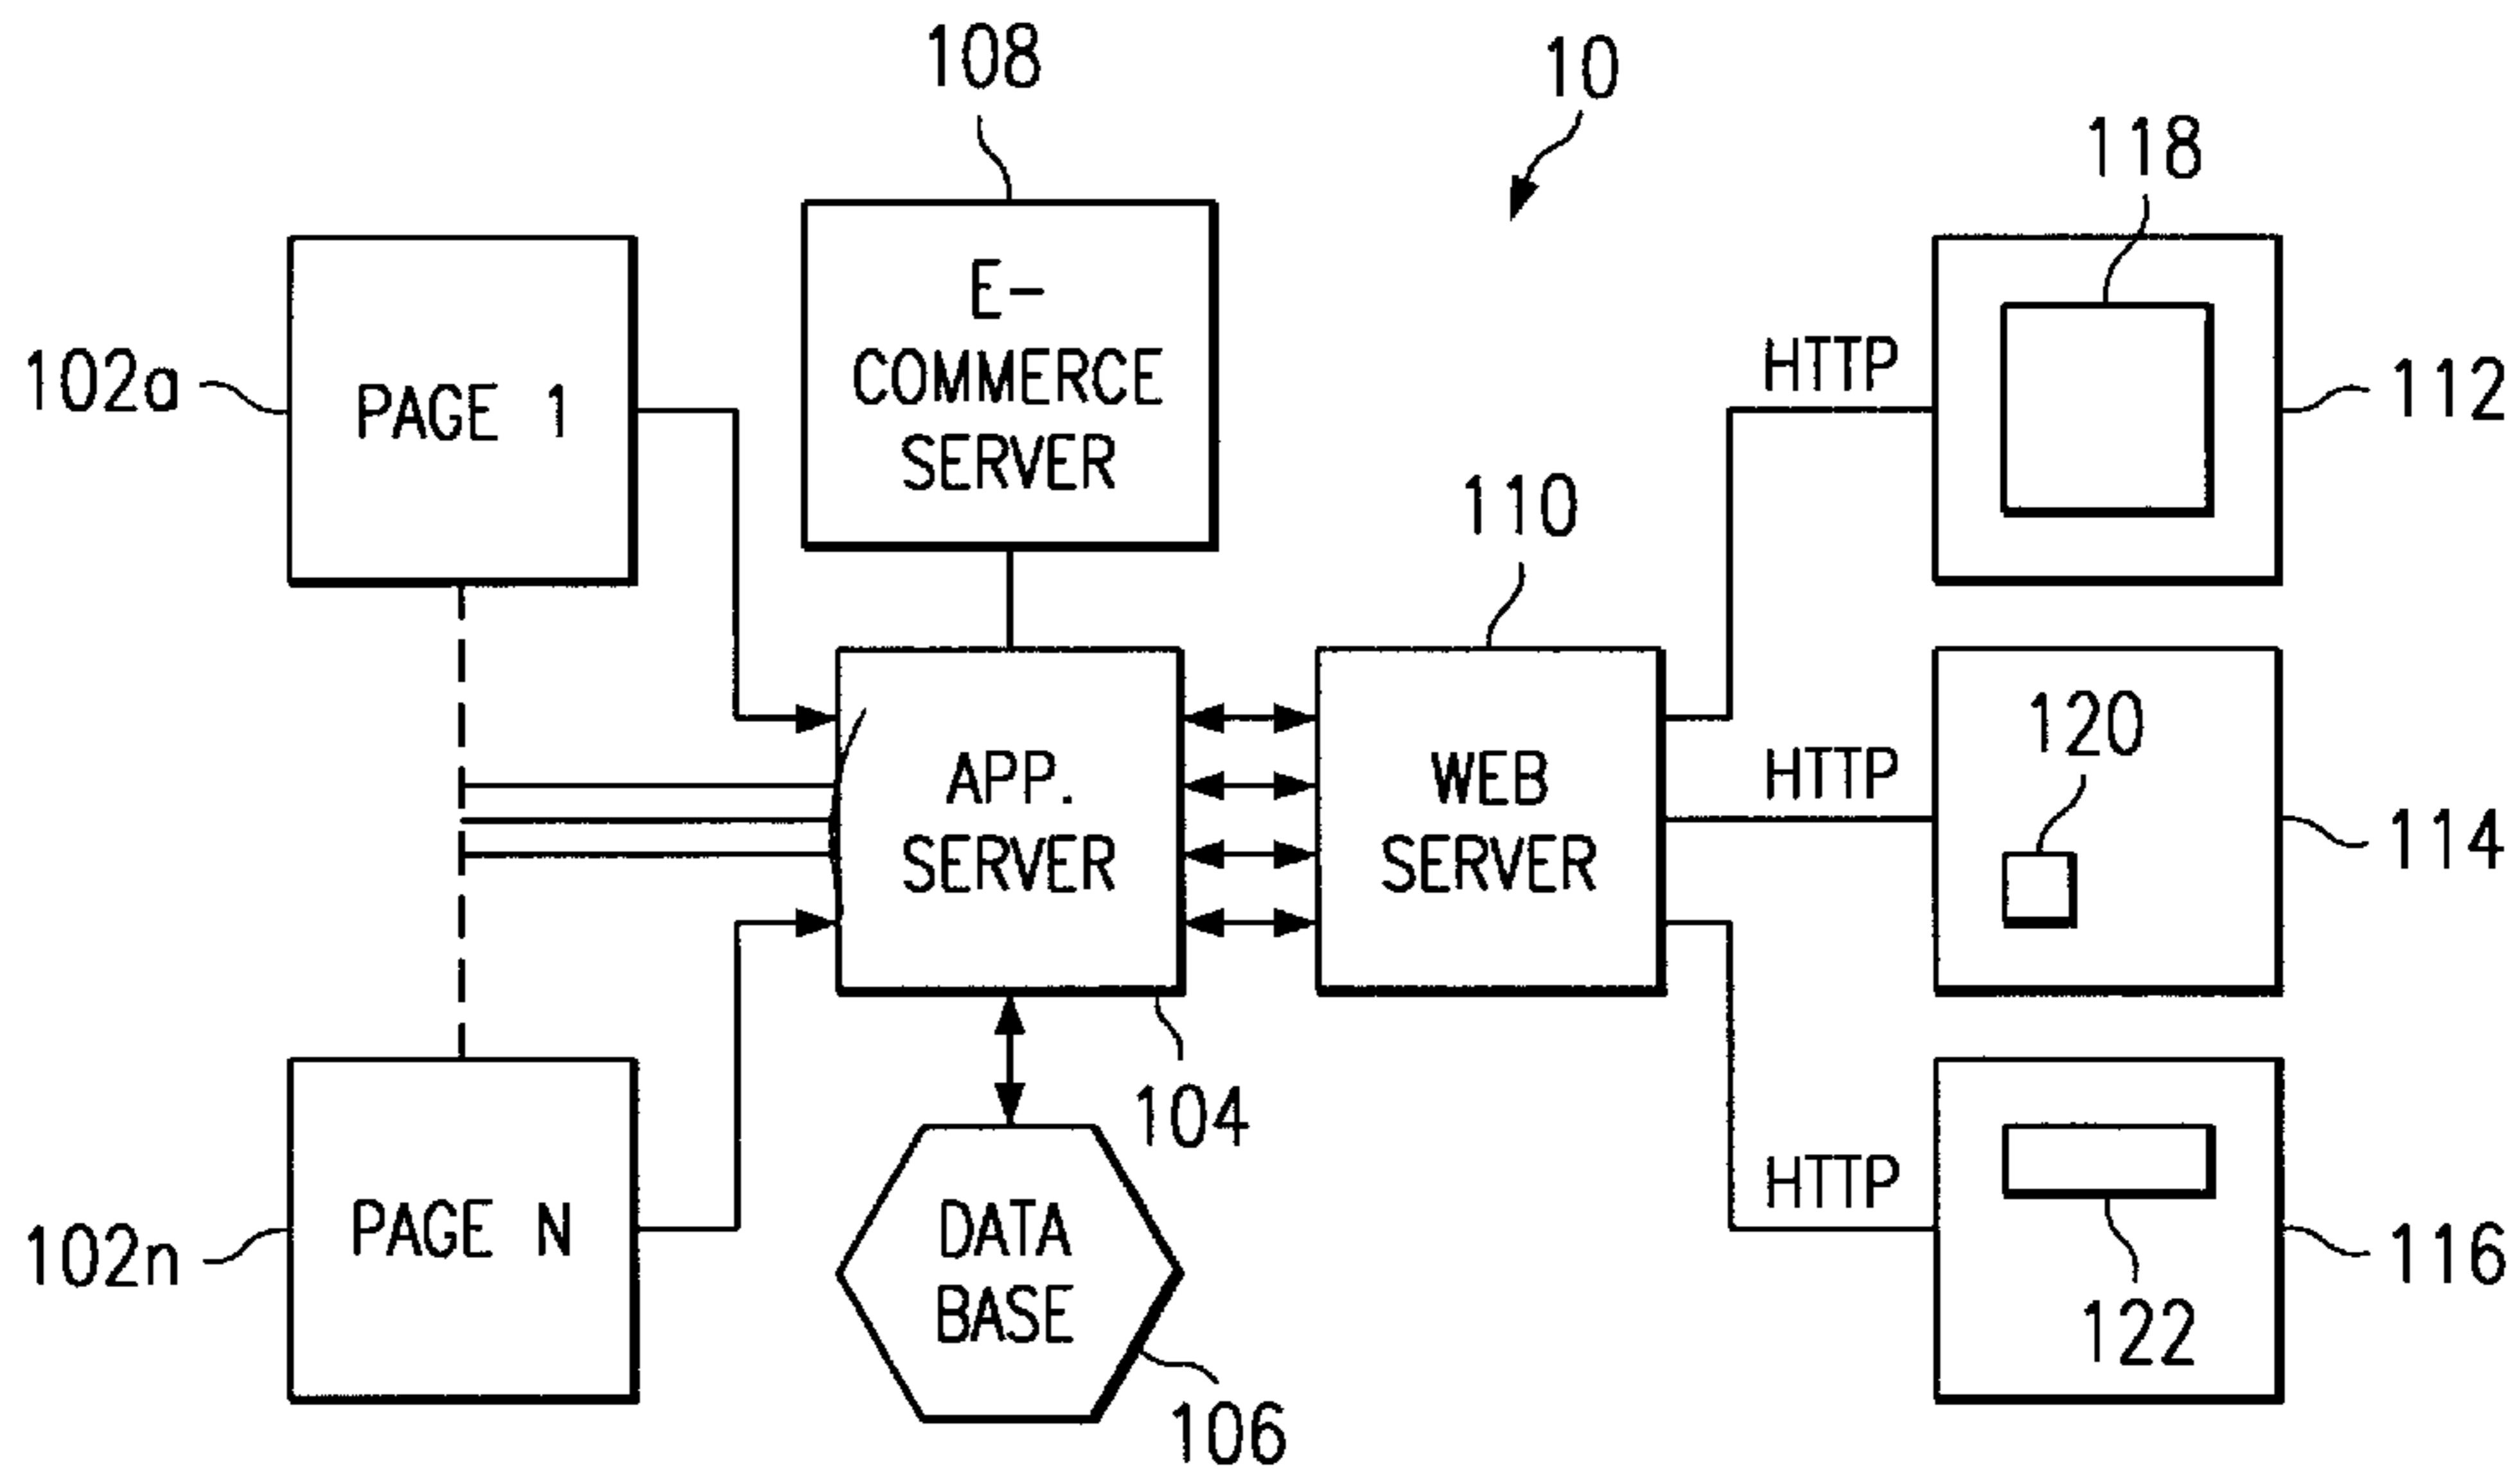 108
10
118
E-
COMMERCE
SERVER
102a
PAGE 1
HTTP
112
110
120
APP.
SERVER
WEB
SERVER
HTTP
114
104
102n
PAGE N
DATA
BASE
HTTP
116
122
106